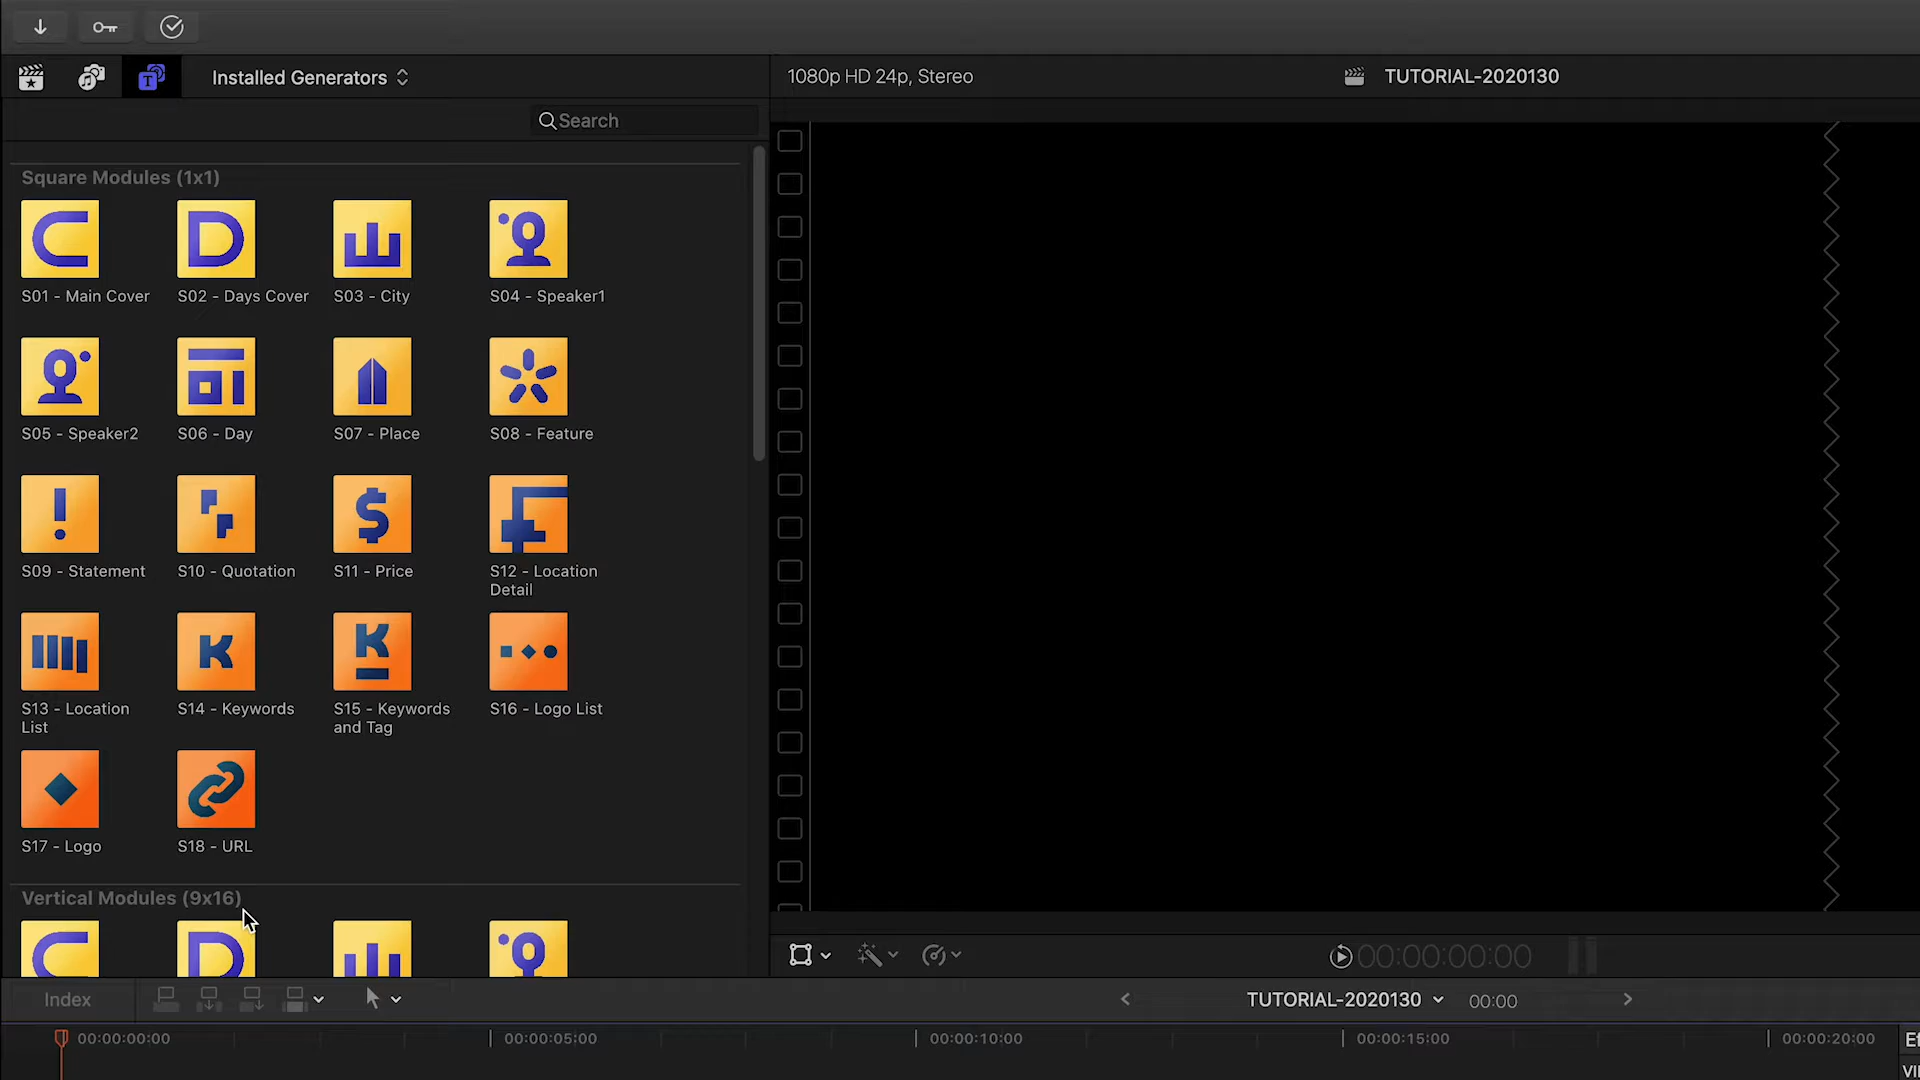 Installed Generators
1080p HD 24p, Stereo
TUTORIAL-2020130
Search
Square Modules (1x1)
S01 - Main Cover
S02 - Days Cover
S03 - City
S04 - Speaker1
S05 - Speaker2
S06 - Day
S07 - Place
S08 - Feature
S09 - Statement
S10 - Quotation
S11 - Price
S12 - Location
Detail
S13 - Location
List
S14 - Keywords
S15 - Keywords
and Tag
S16 - Logo List
S17 - Logo
S18 - URL
Vertical Modules (9x16)
00:00:00:00
Index
TUTORIAL-2020130
00:00
00:00:00:00
00:00:05:00
00:00:10:00
00:00:15:00
00:00:20:00